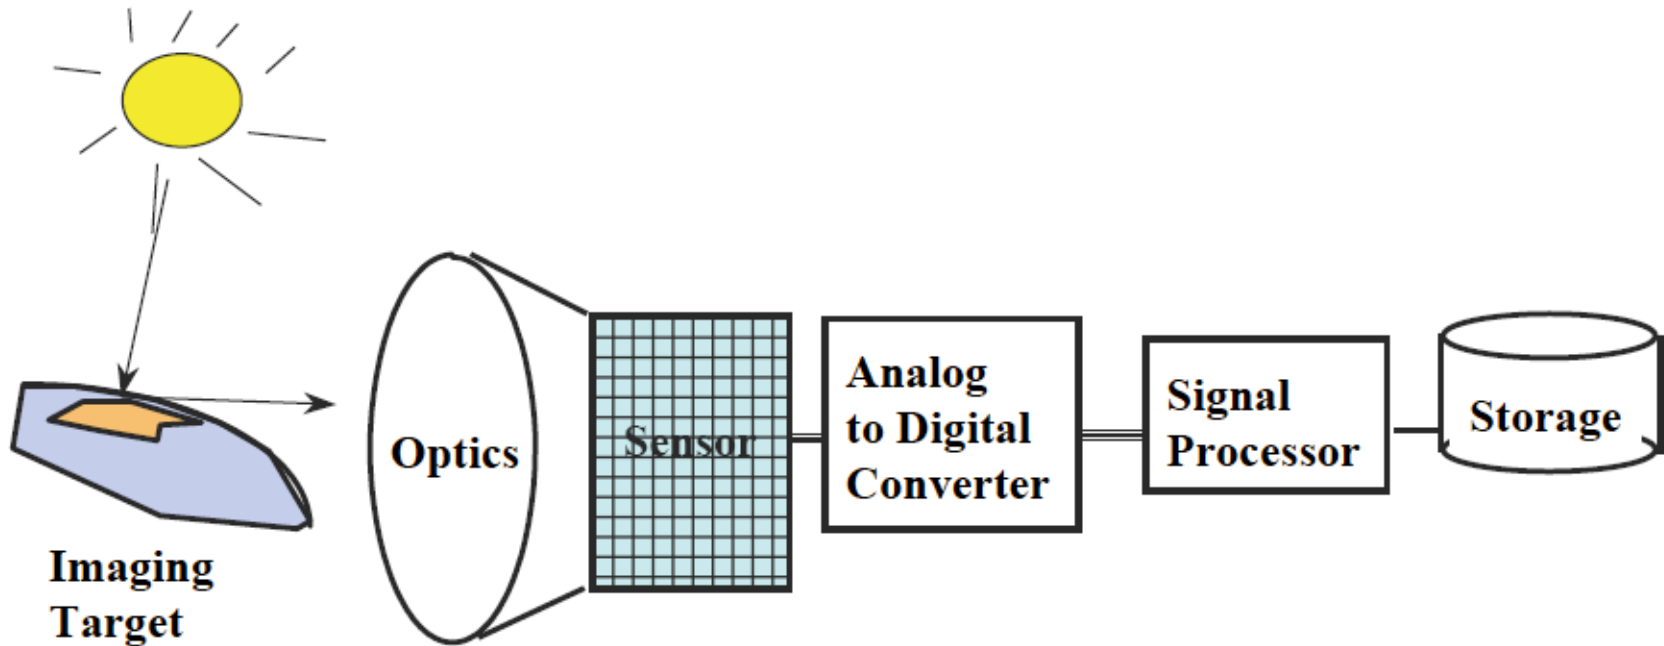 Imaging
Target
Optics
Sensor
Analog
to Digital
Converter
Signal
Processor
Storage